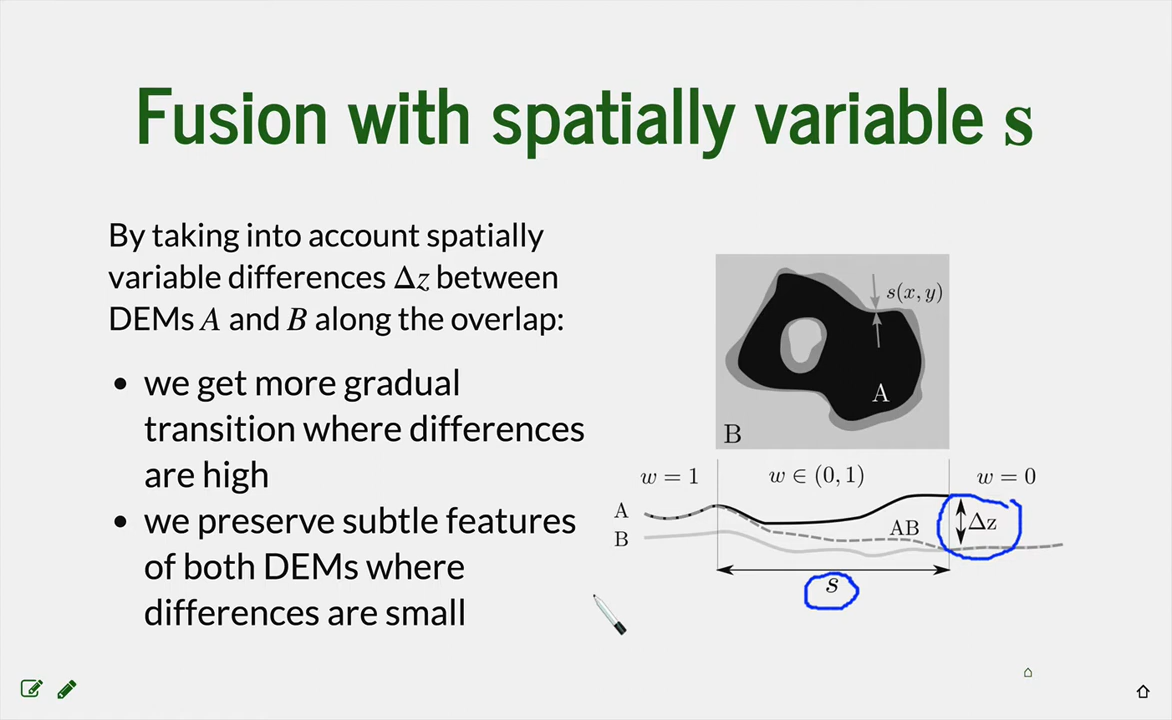 Fusion with spatially variable s
By taking into account spatially
variable differences Δz between
DEMs A and B along the overlap:
• we get more gradual
transition where differences
are high
• we preserve subtle features
of both DEMs where
differences are small
s(x, y)
A
B
w = 1
w ∈ (0, 1)
w = 0
A
B
AB
Δz
s